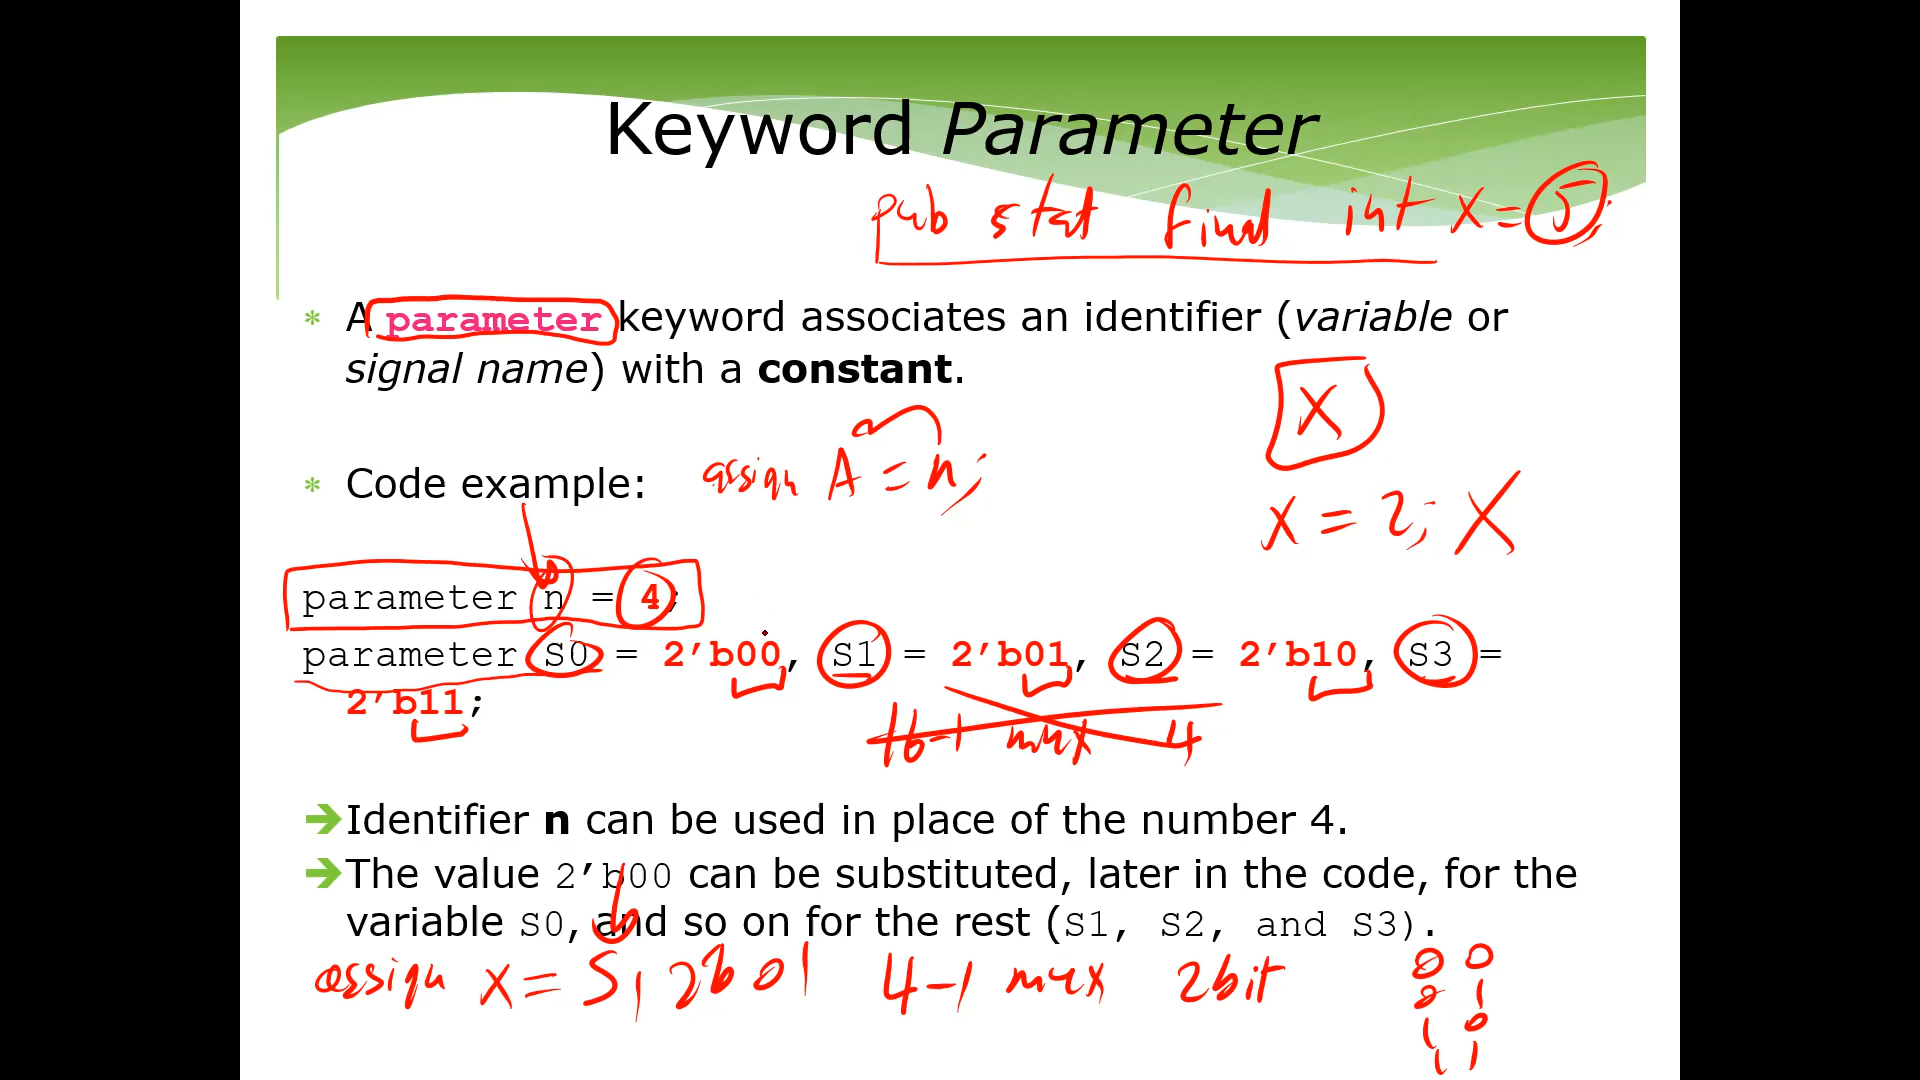 Keyword Parameter
pub stat final int x = 5;
* A parameter keyword associates an identifier (variable or
signal name) with a constant.
X
* Code example:
assign A = n;
x = 2; X
parameter n = 4;
parameter S0 = 2’b00, S1 = 2’b01, S2 = 2’b10, S3 =
2’b11;
16-1 mux 4
Identifier n can be used in place of the number 4.
The value 2’b00 can be substituted, later in the code, for the
variable S0, and so on for the rest (S1, S2, and S3).
assign x = S1 2b01 4-1 mux 2bit
0 0
0 1
1 0
1 1